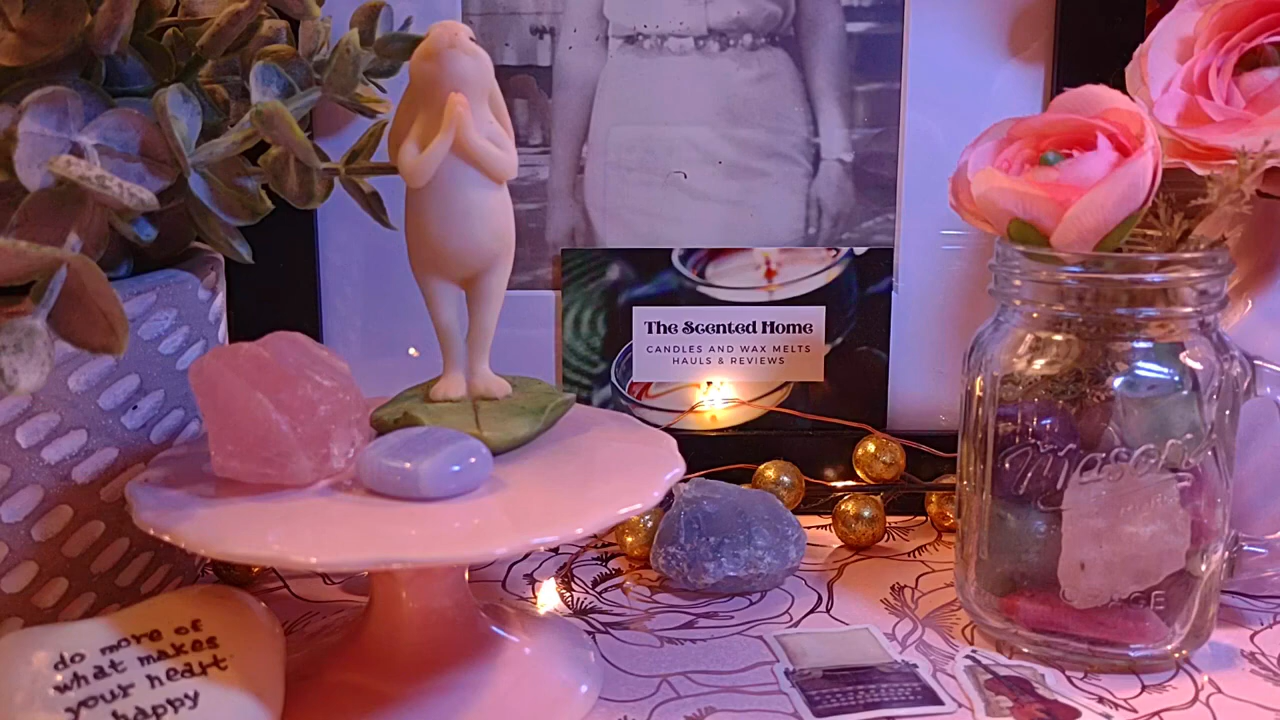 The Scented Home
CANDLES AND WAX MELTS
HAULS & REVIEWS
Mason
do more of
what makes
your heart
happy